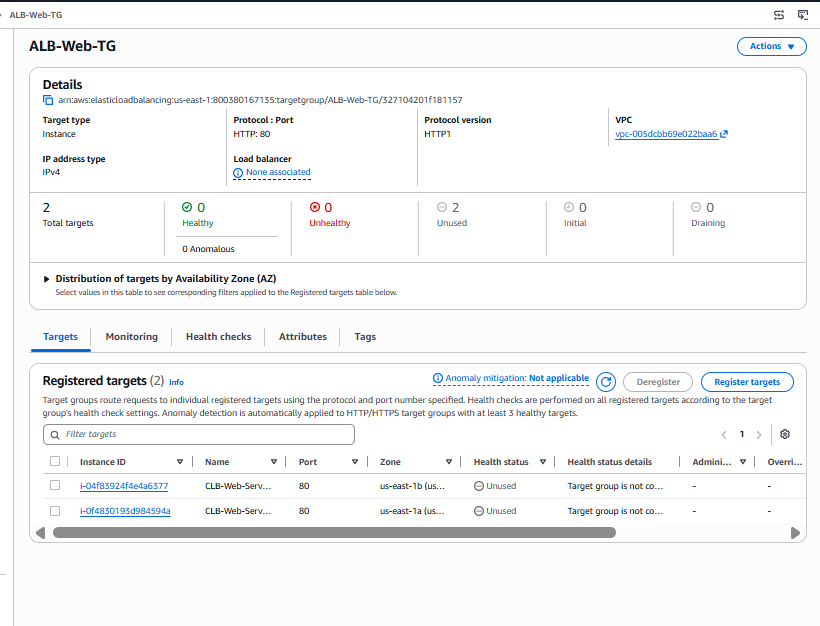 ALB-Web-TG
ALB-Web-TG
Actions
Details
arn:aws:elasticloadbalancing:us-east-1:800380167135:targetgroup/ALB-Web-TG/327104201f181157
Target type
Instance
Protocol : Port
HTTP: 80
Protocol version
HTTP1
VPC
vpc-005dcbb69e022baa6
IP address type
IPv4
Load balancer
None associated
2
Total targets
0
Healthy
0 Anomalous
0
Unhealthy
2
Unused
0
Initial
0
Draining
Distribution of targets by Availability Zone (AZ)
Select values in this table to see corresponding filters applied to the Registered targets table below.
Targets Monitoring Health checks Attributes Tags
Registered targets (2) Info
Anomaly mitigation: Not applicable
Deregister
Register targets
Target groups route requests to individual registered targets using the protocol and port number specified. Health checks are performed on all registered targets according to the target
group's health check settings. Anomaly detection is automatically applied to HTTP/HTTPS target groups with at least 3 healthy targets.
Filter targets
1
Instance ID Name Port Zone Health status Health status details Admini... Overri...
i-04f83924f4e4a6377 CLB-Web-Serv... 80 us-east-1b (us... Unused Target group is not co... - -
i-0f4830193d984594a CLB-Web-Serv... 80 us-east-1a (us... Unused Target group is not co... - -